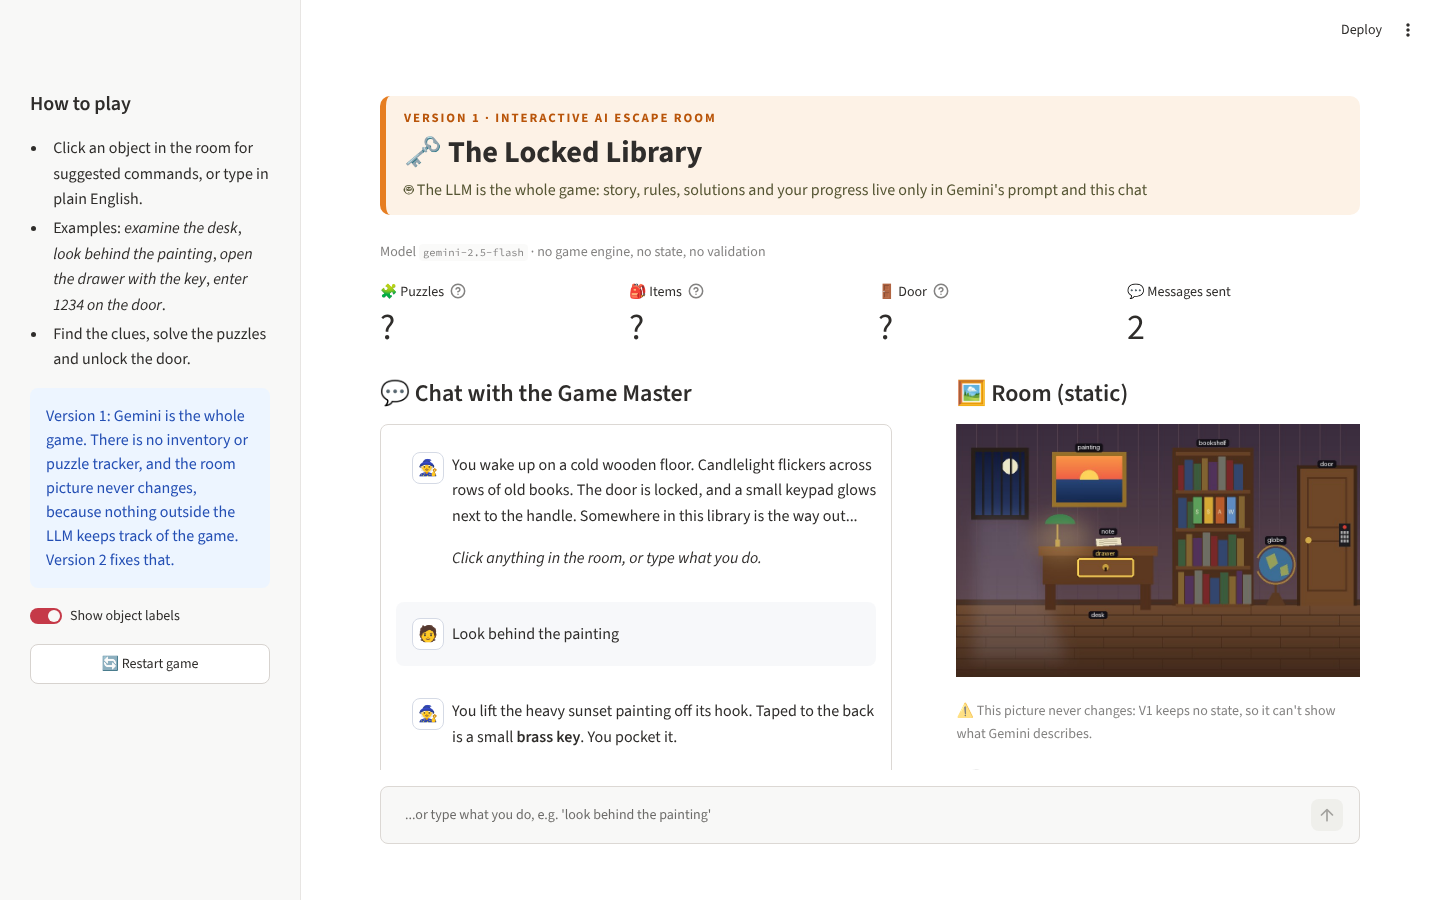 Deploy
How to play
Click an object in the room for
suggested commands, or type in
plain English.
Examples: examine the desk,
look behind the painting, open
the drawer with the key, enter
1234 on the door.
Find the clues, solve the puzzles
and unlock the door.
Version 1: Gemini is the whole
game. There is no inventory or
puzzle tracker, and the room
picture never changes,
because nothing outside the
LLM keeps track of the game.
Version 2 fixes that.
Show object labels
Restart game
VERSION 1 · INTERACTIVE AI ESCAPE ROOM
The Locked Library
The LLM is the whole game: story, rules, solutions and your progress live only in Gemini's prompt and this chat
Model gemini-2.5-flash · no game engine, no state, no validation
Puzzles
?
Items
?
Door
?
Messages sent
2
Chat with the Game Master
You wake up on a cold wooden floor. Candlelight flickers across
rows of old books. The door is locked, and a small keypad glows
next to the handle. Somewhere in this library is the way out...
Click anything in the room, or type what you do.
Look behind the painting
You lift the heavy sunset painting off its hook. Taped to the back
is a small brass key. You pocket it.
Room (static)
painting
bookshelf
door
note
drawer
globe
desk
⚠️ This picture never changes: V1 keeps no state, so it can't show
what Gemini describes.
...or type what you do, e.g. 'look behind the painting'